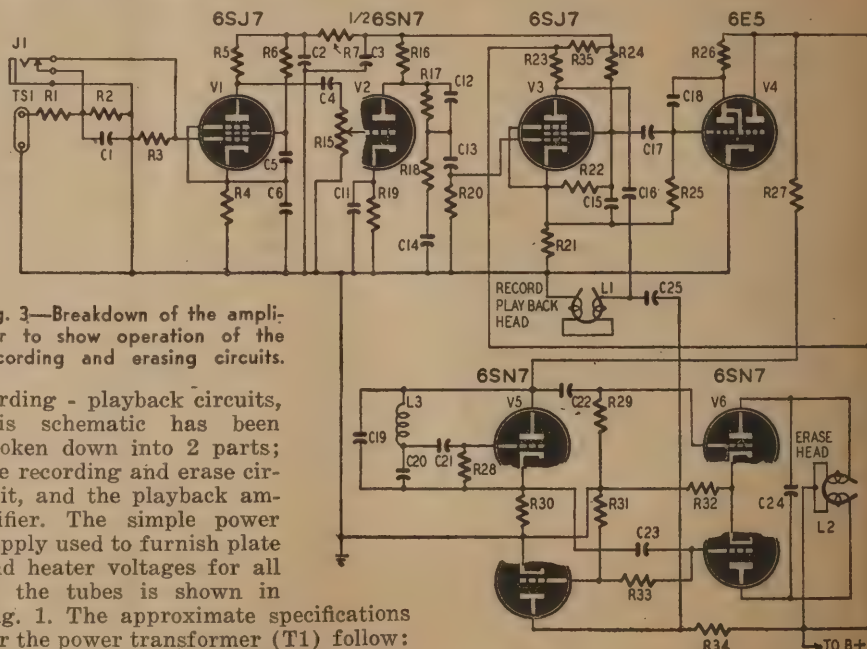 6SJ7 1/2 6SN7 6SJ7 6E5
J1 R5 R6 C2 R7 C3 R16 R23 R35 R24 R26
TS1 R1 R2 V1 C4 V2 R17 C12 V3 C18 V4
C1 R3 R15 C13 C17
C5 R18 R22 C16 R25 R27
R4 C6 C11 R19 R20 C15
C14 R21
RECORD PLAYBACK HEAD L1 C25
g. 3—Breakdown of the ampli-
er to show operation of the
cording and erasing circuits.
6SN7 6SN7
rding - playback circuits,
is schematic has been
oken down into 2 parts;
e recording and erase cir-
it, and the playback am-
ifier. The simple power
pply used to furnish plate
d heater voltages for all
the tubes is shown in
g. 1. The approximate specifications
r the power transformer (T1) follow:
L3 V5 C22 R29 V6
C19 C20 C21 R28 ERASE HEAD
R30 R31 R32 C24
C23 L2
R33
R34 TO B+